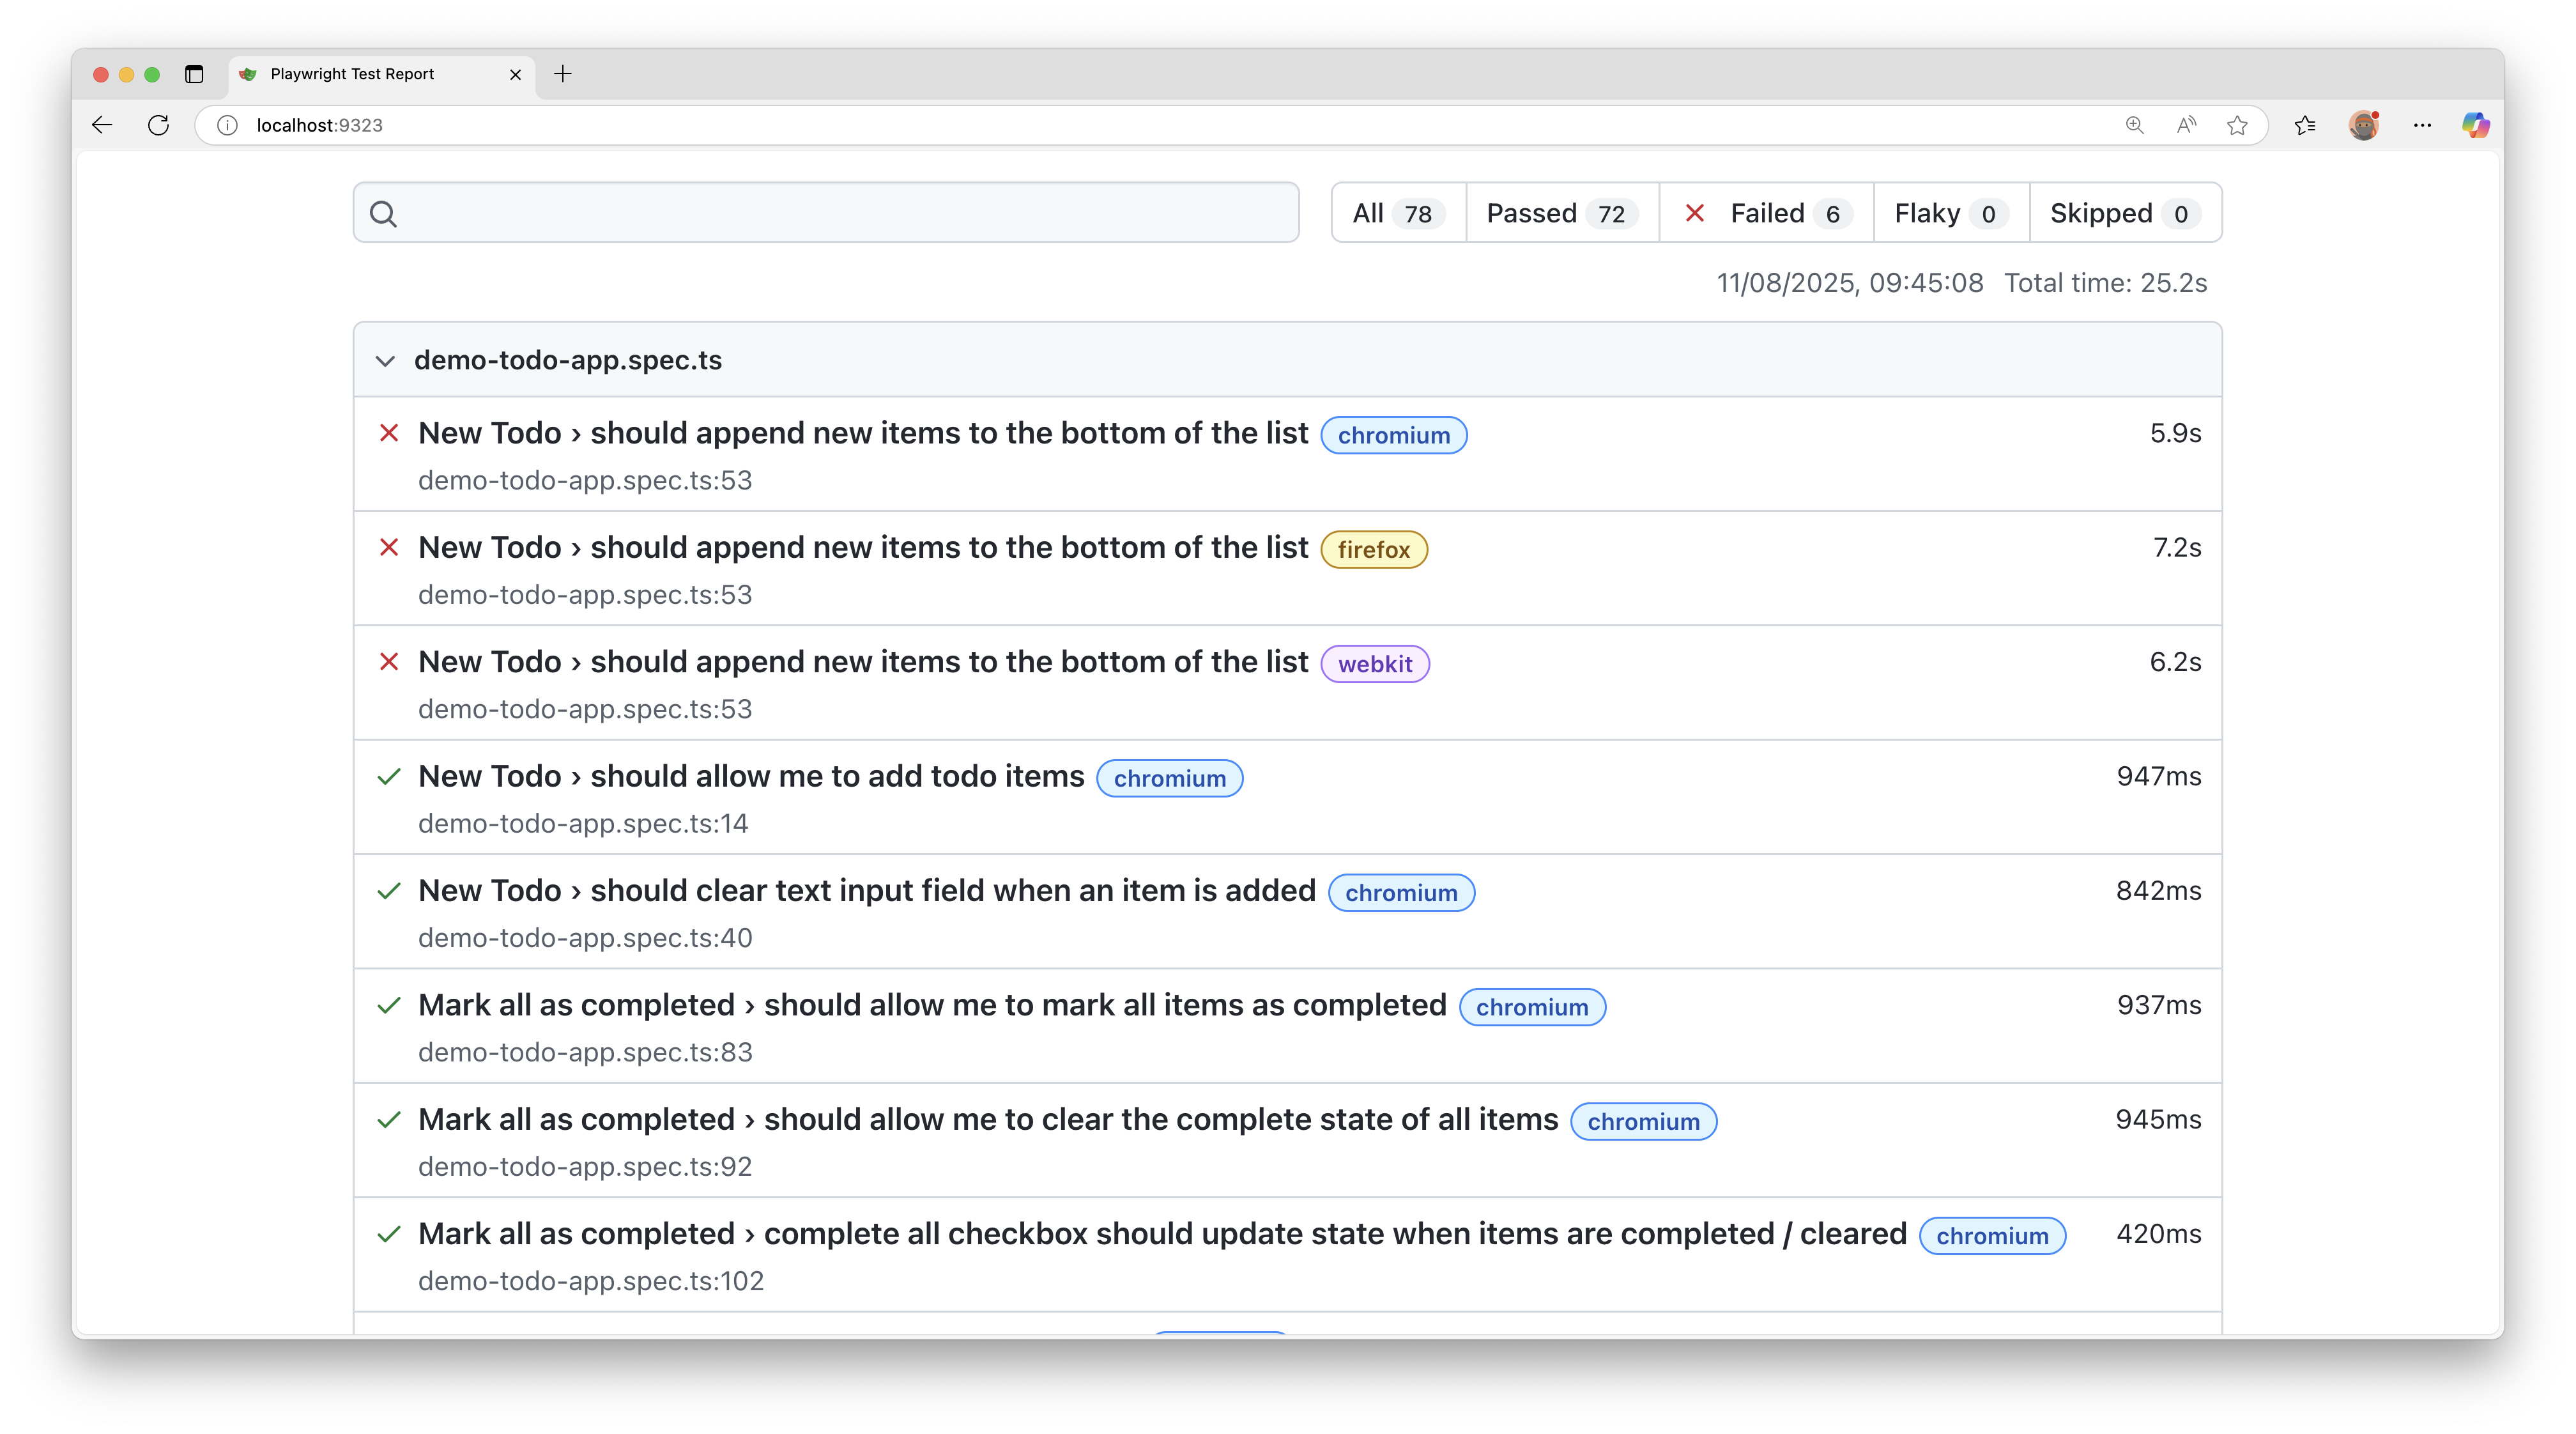 Playwright Test Report
localhost:9323
All 78 Passed 72 Failed 6 Flaky 0 Skipped 0
11/08/2025, 09:45:08 Total time: 25.2s
demo-todo-app.spec.ts
New Todo › should append new items to the bottom of the list chromium 5.9s
demo-todo-app.spec.ts:53
New Todo › should append new items to the bottom of the list firefox 7.2s
demo-todo-app.spec.ts:53
New Todo › should append new items to the bottom of the list webkit 6.2s
demo-todo-app.spec.ts:53
New Todo › should allow me to add todo items chromium 947ms
demo-todo-app.spec.ts:14
New Todo › should clear text input field when an item is added chromium 842ms
demo-todo-app.spec.ts:40
Mark all as completed › should allow me to mark all items as completed chromium 937ms
demo-todo-app.spec.ts:83
Mark all as completed › should allow me to clear the complete state of all items chromium 945ms
demo-todo-app.spec.ts:92
Mark all as completed › complete all checkbox should update state when items are completed / cleared chromium 420ms
demo-todo-app.spec.ts:102